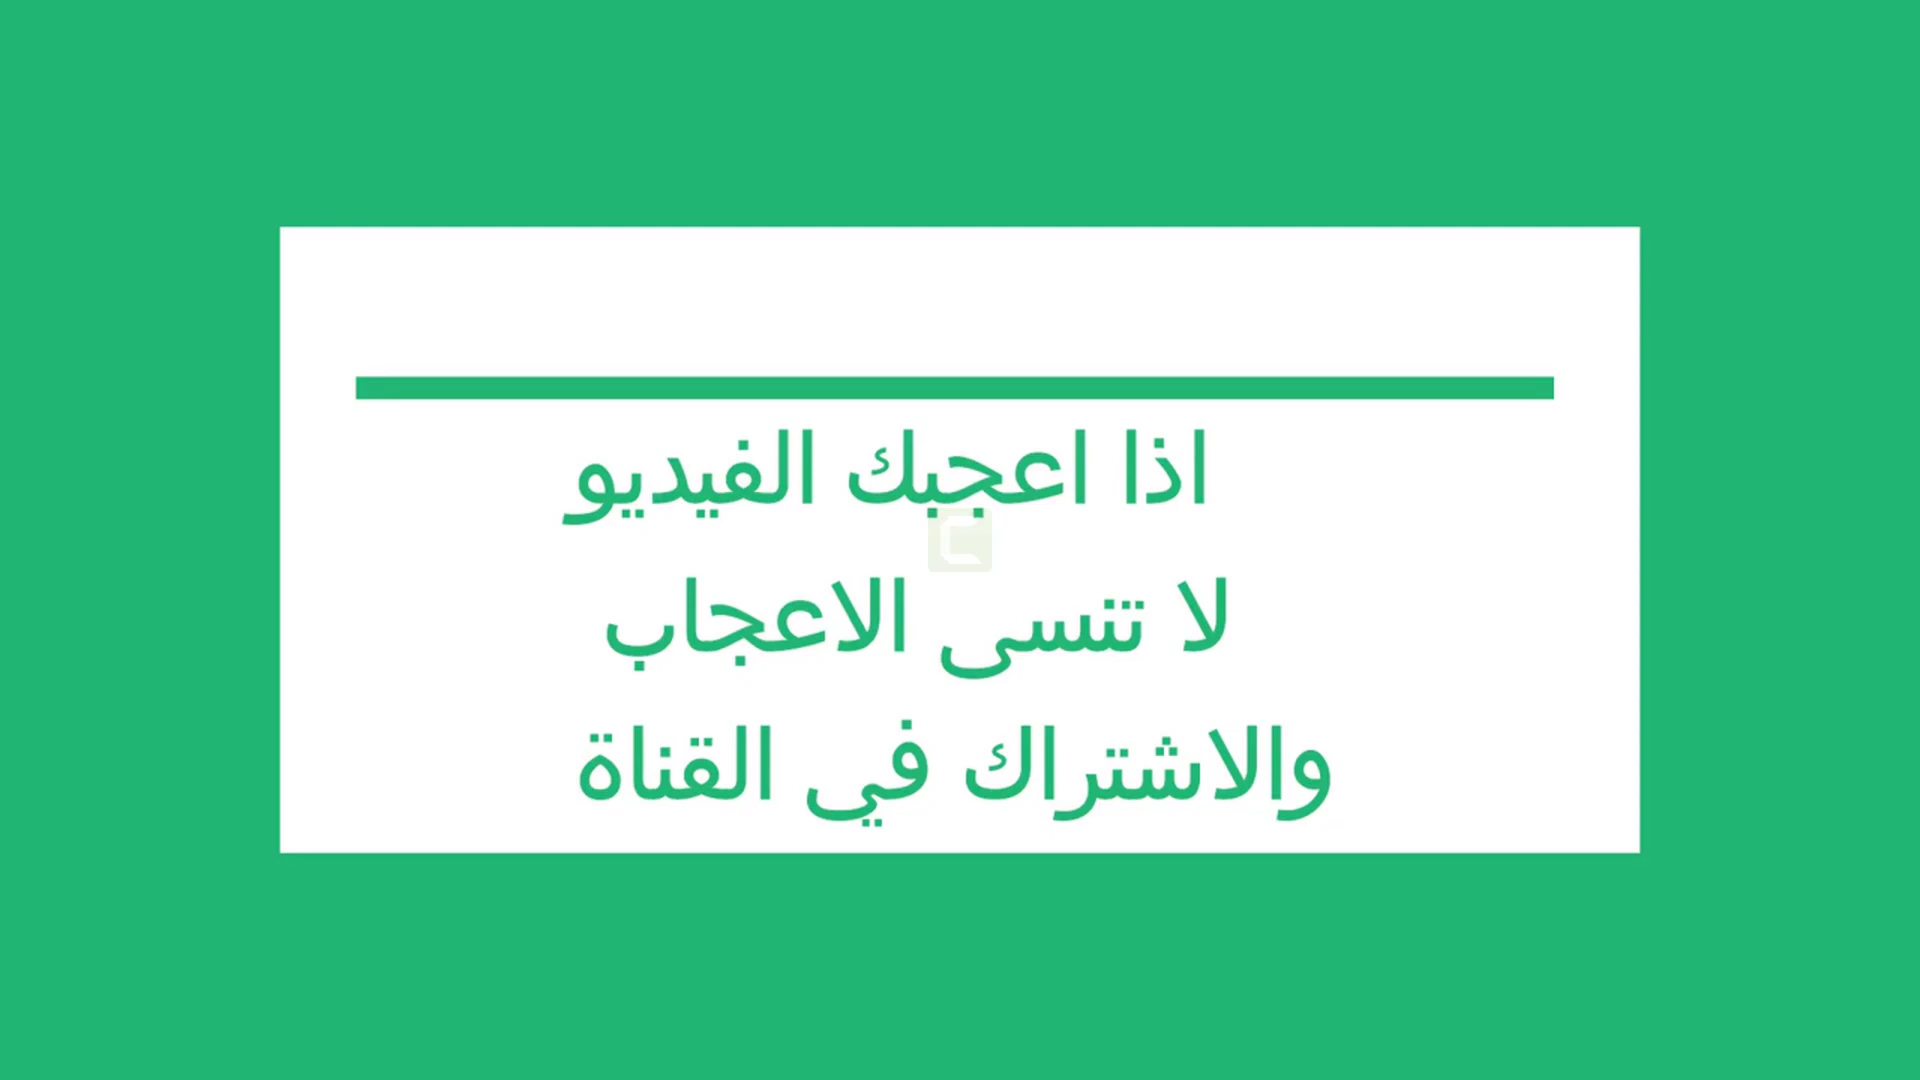 اذا اعجبك الفيديو
لا تنسى الاعجاب
والاشتراك في القناة